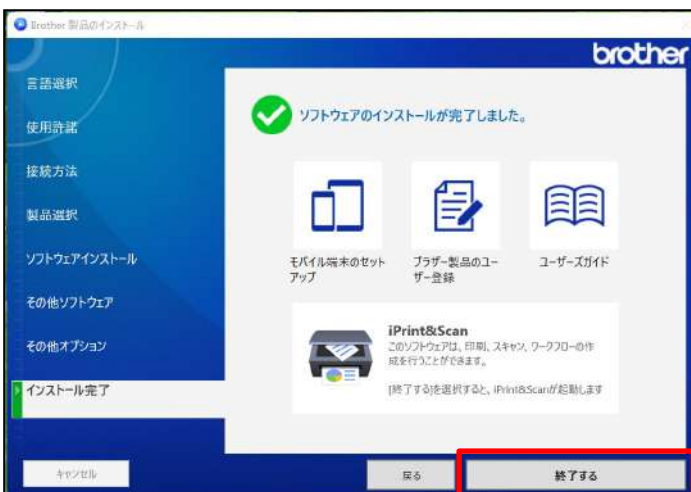 Brother 製品のインストール
brother
言語選択
使用許諾
接続方法
製品選択
ソフトウェアインストール
その他ソフトウェア
その他オプション
インストール完了
ソフトウェアのインストールが完了しました。
モバイル端末のセット
アップ
ブラザー製品のユー
ザー登録
ユーザーズガイド
iPrint&Scan
このソフトウェアは、印刷、スキャン、ワークフローの作
成を行うことができます。
[終了する]を選択すると、iPrint&Scanが起動します
キャンセル
戻る
終了する